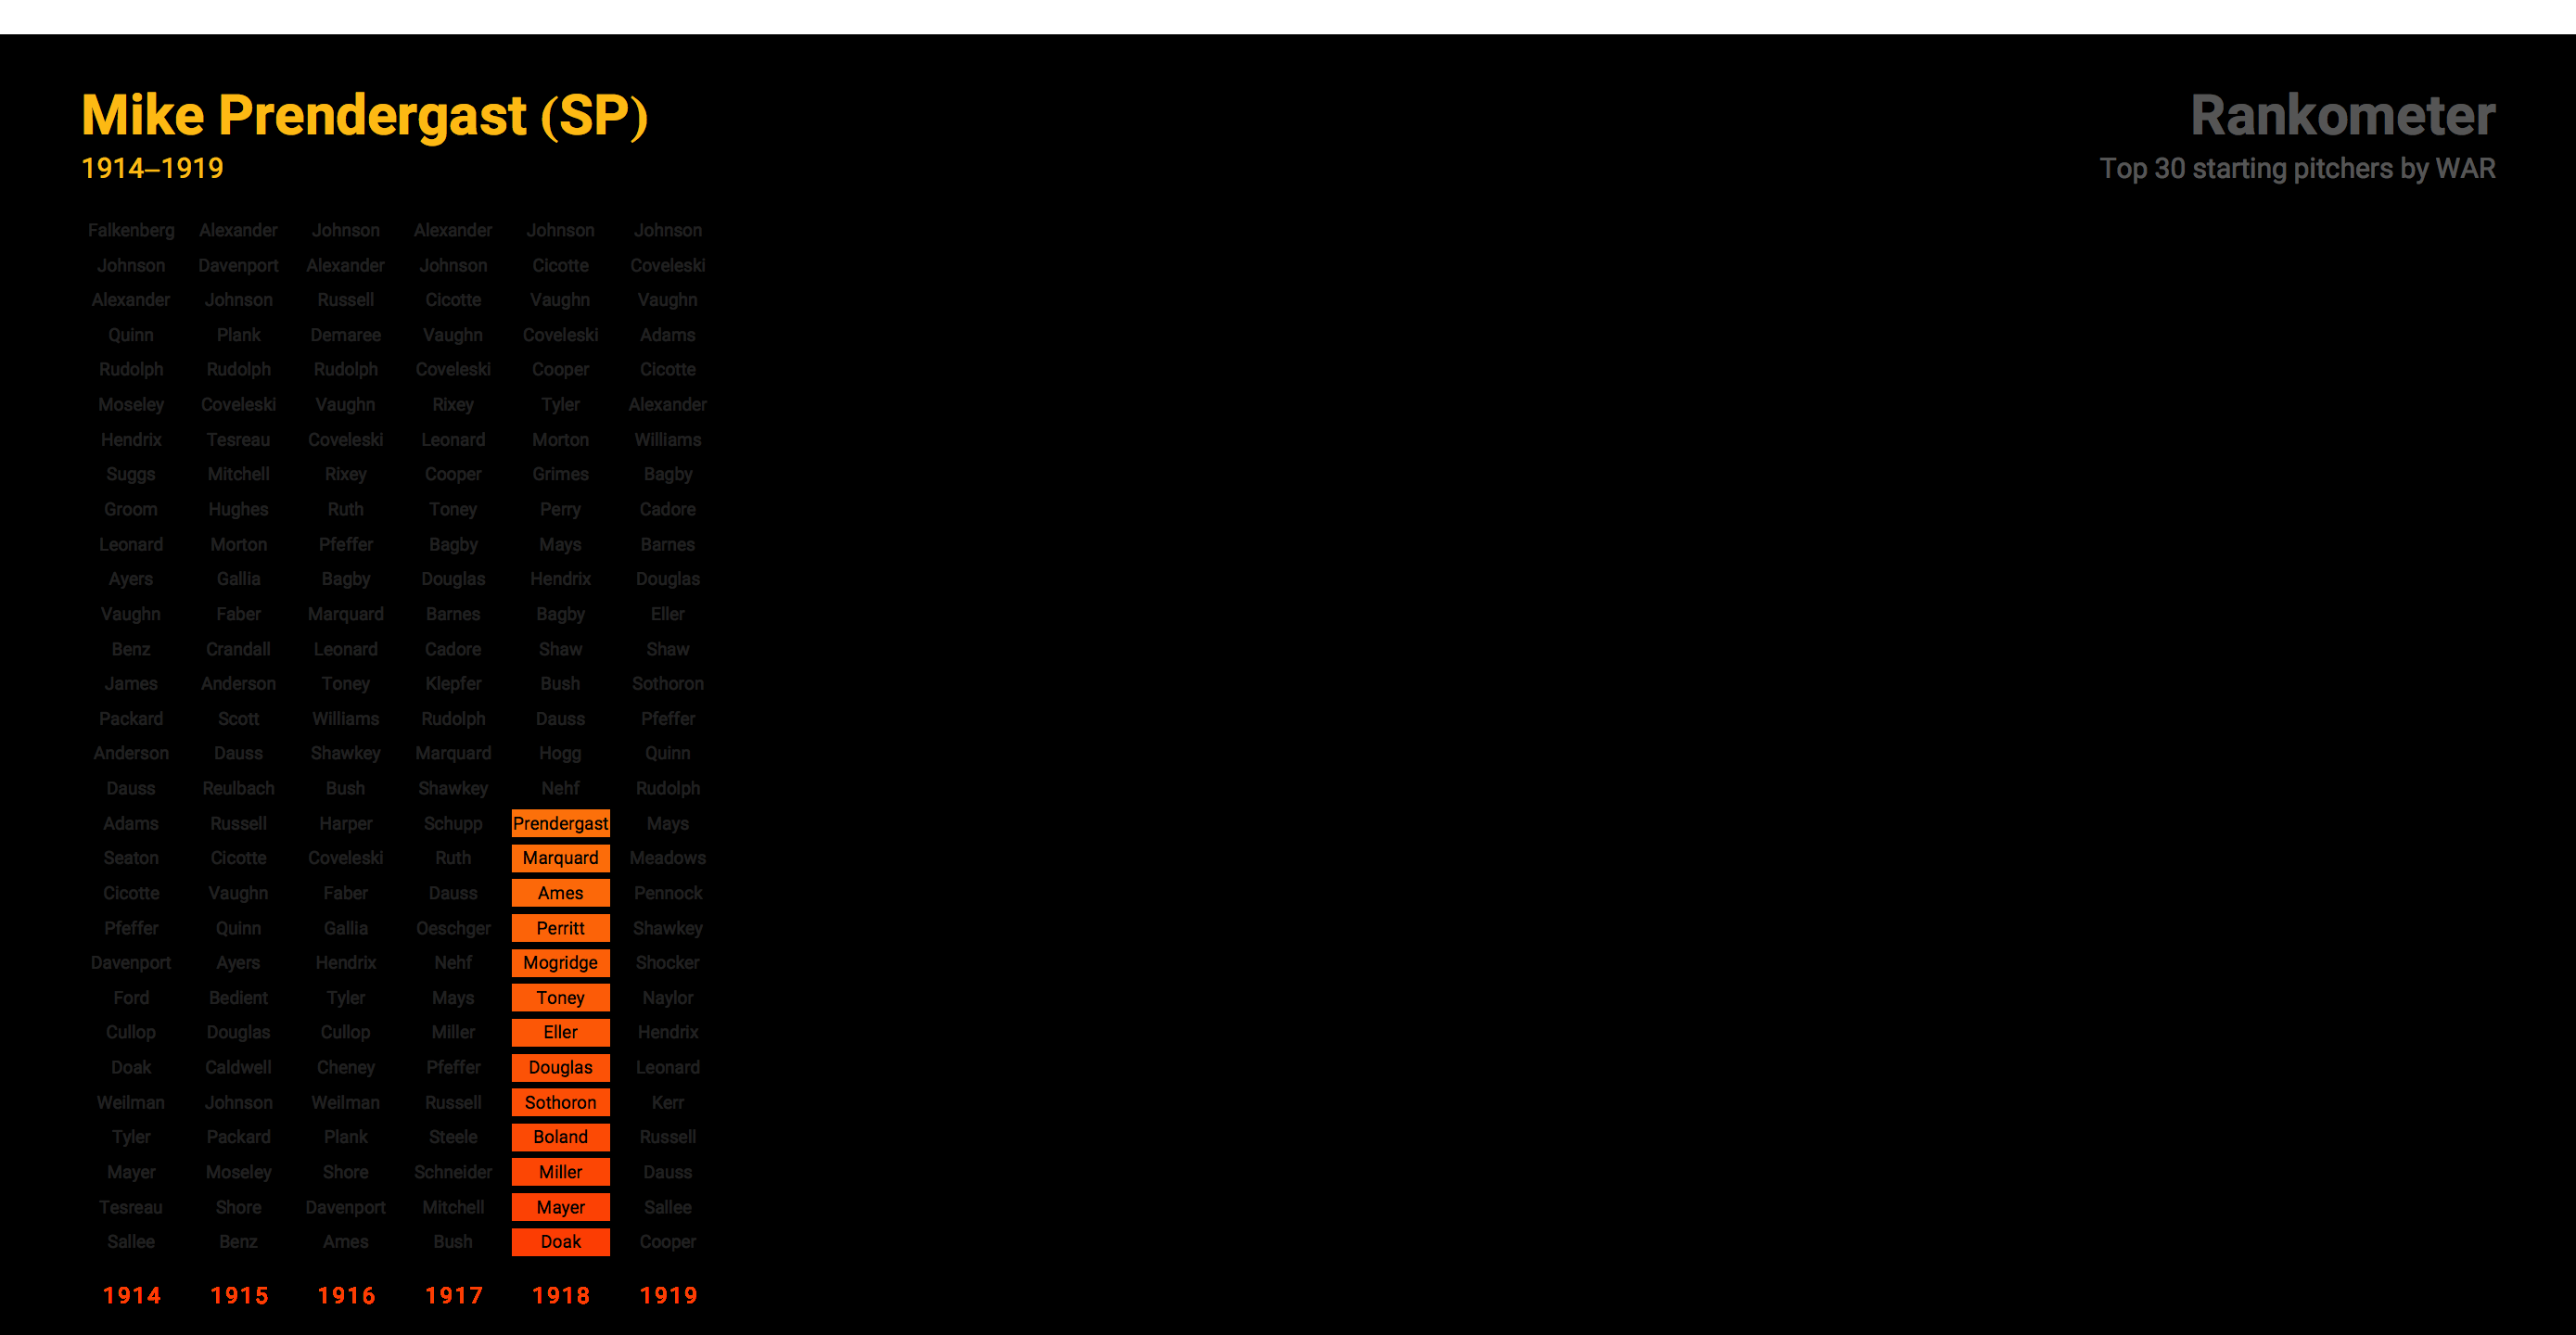 Mike Prendergast (SP)
1914–1919
Rankometer
Top 30 starting pitchers by WAR
Falkenberg Alexander Johnson Alexander Johnson Johnson
Johnson Davenport Alexander Johnson Cicotte Coveleski
Alexander Johnson Russell Cicotte Vaughn Vaughn
Quinn Plank Demaree Vaughn Coveleski Adams
Rudolph Rudolph Rudolph Coveleski Cooper Cicotte
Moseley Coveleski Vaughn Rixey Tyler Alexander
Hendrix Tesreau Coveleski Leonard Morton Williams
Suggs Mitchell Rixey Cooper Grimes Bagby
Groom Hughes Ruth Toney Perry Cadore
Leonard Morton Pfeffer Bagby Mays Barnes
Ayers Gallia Bagby Douglas Hendrix Douglas
Vaughn Faber Marquard Barnes Bagby Eller
Benz Crandall Leonard Cadore Shaw Shaw
James Anderson Toney Klepfer Bush Sothoron
Packard Scott Williams Rudolph Dauss Pfeffer
Anderson Dauss Shawkey Marquard Hogg Quinn
Dauss Reulbach Bush Shawkey Nehf Rudolph
Adams Russell Harper Schupp Prendergast Mays
Seaton Cicotte Coveleski Ruth Marquard Meadows
Cicotte Vaughn Faber Dauss Ames Pennock
Pfeffer Quinn Gallia Oeschger Perritt Shawkey
Davenport Ayers Hendrix Nehf Mogridge Shocker
Ford Bedient Tyler Mays Toney Naylor
Cullop Douglas Cullop Miller Eller Hendrix
Doak Caldwell Cheney Pfeffer Douglas Leonard
Weilman Johnson Weilman Russell Sothoron Kerr
Tyler Packard Plank Steele Boland Russell
Mayer Moseley Shore Schneider Miller Dauss
Tesreau Shore Davenport Mitchell Mayer Sallee
Sallee Benz Ames Bush Doak Cooper
1914 1915 1916 1917 1918 1919